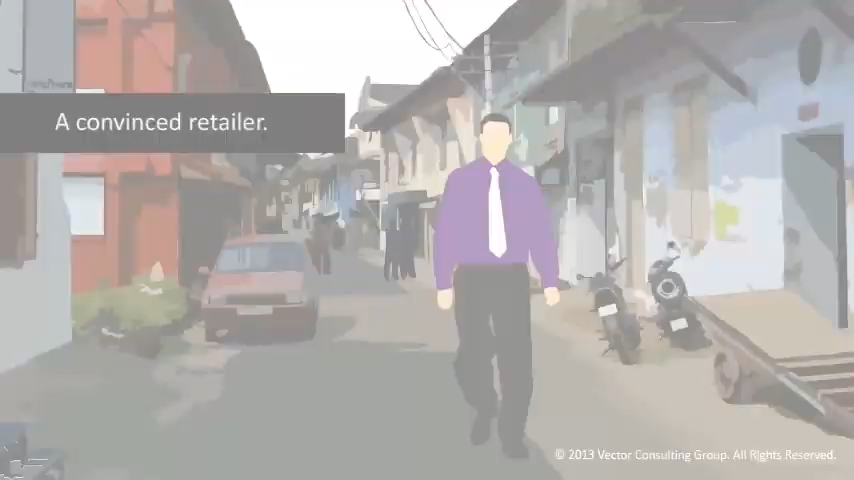 A convinced retailer.
© 2013 Vector Consulting Group. All Rights Reserved.